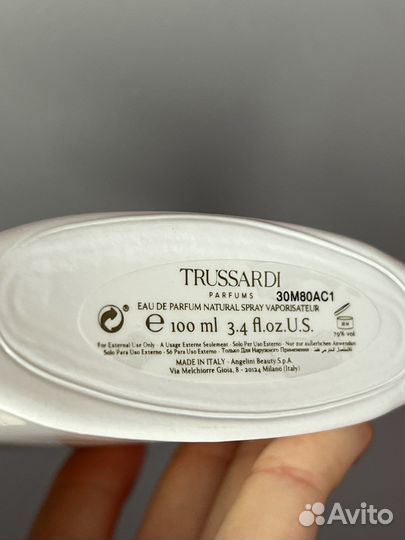 TRUSSARDI
PARFUMS 30M80AC1
EAU DE PARFUM NATURAL SPRAY VAPORISATEUR
e 100 ml 3.4 fl.oz.U.S. 79% vol.
For External Use Only - A Usage Externe Seulement - Solo Per Uso Esterno - Nur zur äußerlichen Anwendung
Solo Para Uso Externo - Só Para Uso Externo - Только Для Наружного Применения -
MADE IN ITALY - Angelini Beauty S.p.A.
Via Melchiorre Gioia, 8 - 20124 Milano (Italy)
Avito